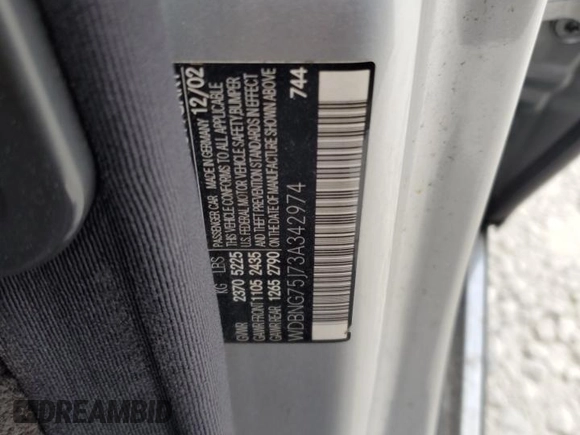 PASSENGER CAR MADE IN GERMANY 12/02
THIS VEHICLE CONFORMS TO ALL APPLICABLE
U.S. FEDERAL MOTOR VEHICLE SAFETY, BUMPER
AND THEFT PREVENTION STANDARDS IN EFFECT
ON THE DATE OF MANUFACTURE SHOWN ABOVE
KG LBS
GVWR 2370 5225
GAWR FRONT 1105 2435
GAWR REAR 1265 2790
744
WDBNG75J73A342974
DREAMBID